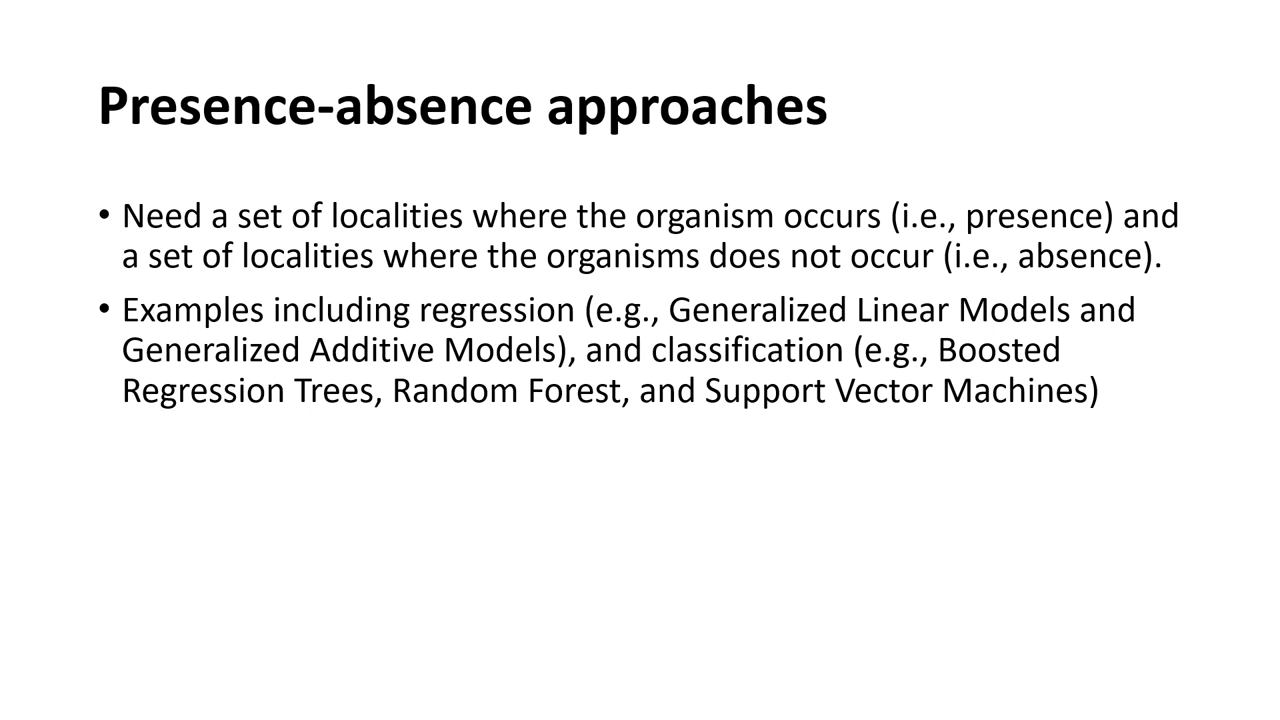 Presence-absence approaches
• Need a set of localities where the organism occurs (i.e., presence) and
a set of localities where the organisms does not occur (i.e., absence).
• Examples including regression (e.g., Generalized Linear Models and
Generalized Additive Models), and classification (e.g., Boosted
Regression Trees, Random Forest, and Support Vector Machines)